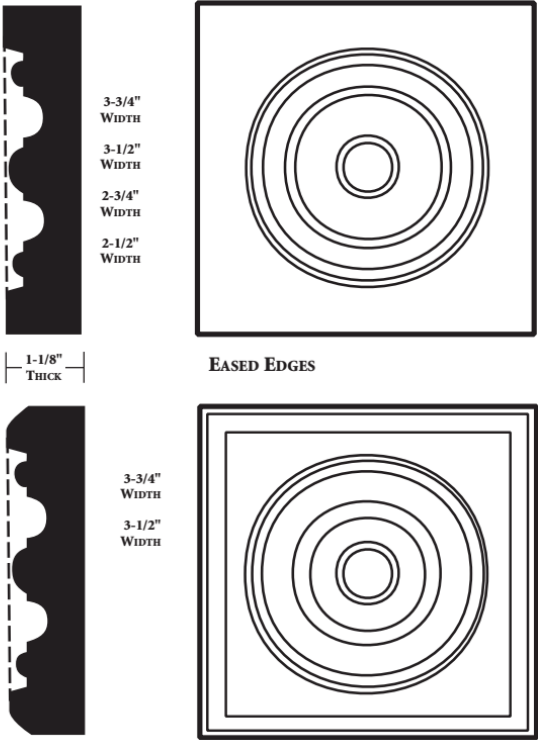 3-3/4"
Width
3-1/2"
Width
2-3/4"
Width
2-1/2"
Width
1-1/8"
Thick
Eased Edges
3-3/4"
Width
3-1/2"
Width